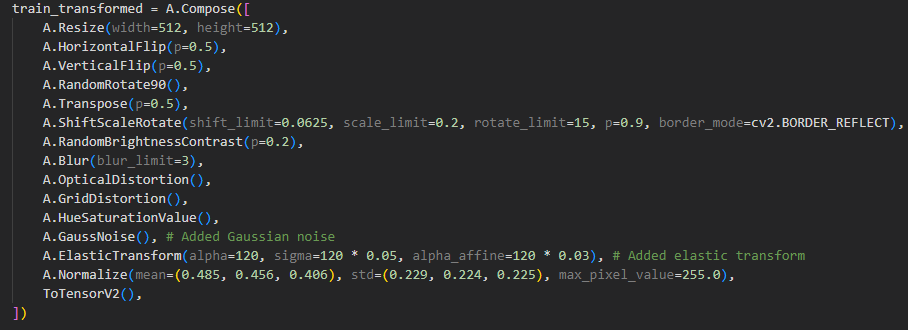 train_transformed = A.Compose([
    A.Resize(width=512, height=512),
    A.HorizontalFlip(p=0.5),
    A.VerticalFlip(p=0.5),
    A.RandomRotate90(),
    A.Transpose(p=0.5),
    A.ShiftScaleRotate(shift_limit=0.0625, scale_limit=0.2, rotate_limit=15, p=0.9, border_mode=cv2.BORDER_REFLECT),
    A.RandomBrightnessContrast(p=0.2),
    A.Blur(blur_limit=3),
    A.OpticalDistortion(),
    A.GridDistortion(),
    A.HueSaturationValue(),
    A.GaussNoise(), # Added Gaussian noise
    A.ElasticTransform(alpha=120, sigma=120 * 0.05, alpha_affine=120 * 0.03), # Added elastic transform
    A.Normalize(mean=(0.485, 0.456, 0.406), std=(0.229, 0.224, 0.225), max_pixel_value=255.0),
    ToTensorV2(),
])